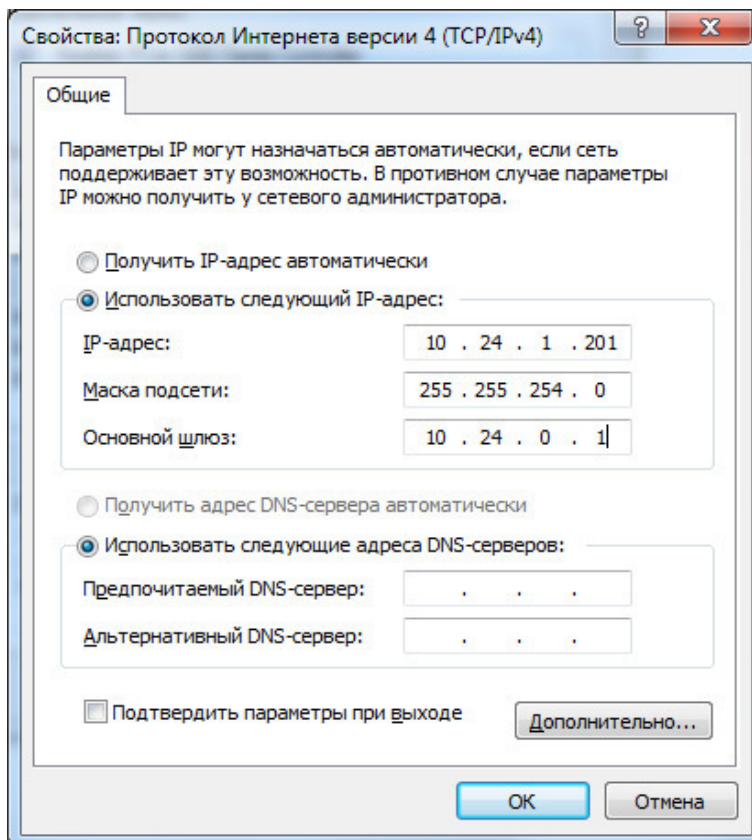 Свойства: Протокол Интернета версии 4 (TCP/IPv4)
Общие
Параметры IP могут назначаться автоматически, если сеть
поддерживает эту возможность. В противном случае параметры
IP можно получить у сетевого администратора.
Получить IP-адрес автоматически
Использовать следующий IP-адрес:
IP-адрес: 10 . 24 . 1 . 201
Маска подсети: 255 . 255 . 254 . 0
Основной шлюз: 10 . 24 . 0 . 1
Получить адрес DNS-сервера автоматически
Использовать следующие адреса DNS-серверов:
Предпочитаемый DNS-сервер: . . .
Альтернативный DNS-сервер: . . .
Подтвердить параметры при выходе
Дополнительно...
ОК Отмена